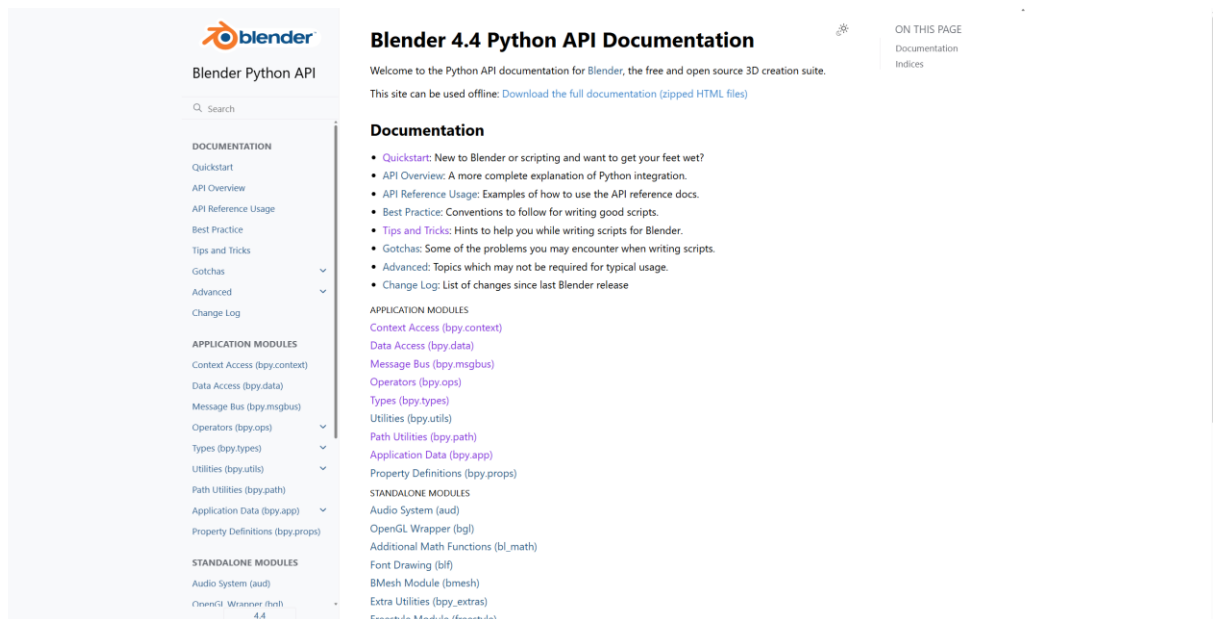 blender
Blender Python API
Search
DOCUMENTATION
Quickstart
API Overview
API Reference Usage
Best Practice
Tips and Tricks
Gotchas
Advanced
Change Log
APPLICATION MODULES
Context Access (bpy.context)
Data Access (bpy.data)
Message Bus (bpy.msgbus)
Operators (bpy.ops)
Types (bpy.types)
Utilities (bpy.utils)
Path Utilities (bpy.path)
Application Data (bpy.app)
Property Definitions (bpy.props)
STANDALONE MODULES
Audio System (aud)
OpenGL Wrapper (bgl)
4.4
Blender 4.4 Python API Documentation
Welcome to the Python API documentation for Blender, the free and open source 3D creation suite.
This site can be used offline: Download the full documentation (zipped HTML files)
Documentation
• Quickstart: New to Blender or scripting and want to get your feet wet?
• API Overview: A more complete explanation of Python integration.
• API Reference Usage: Examples of how to use the API reference docs.
• Best Practice: Conventions to follow for writing good scripts.
• Tips and Tricks: Hints to help you while writing scripts for Blender.
• Gotchas: Some of the problems you may encounter when writing scripts.
• Advanced: Topics which may not be required for typical usage.
• Change Log: List of changes since last Blender release
APPLICATION MODULES
Context Access (bpy.context)
Data Access (bpy.data)
Message Bus (bpy.msgbus)
Operators (bpy.ops)
Types (bpy.types)
Utilities (bpy.utils)
Path Utilities (bpy.path)
Application Data (bpy.app)
Property Definitions (bpy.props)
STANDALONE MODULES
Audio System (aud)
OpenGL Wrapper (bgl)
Additional Math Functions (bl_math)
Font Drawing (blf)
BMesh Module (bmesh)
Extra Utilities (bpy_extras)
Freestyle Module (freestyle)
ON THIS PAGE
Documentation
Indices